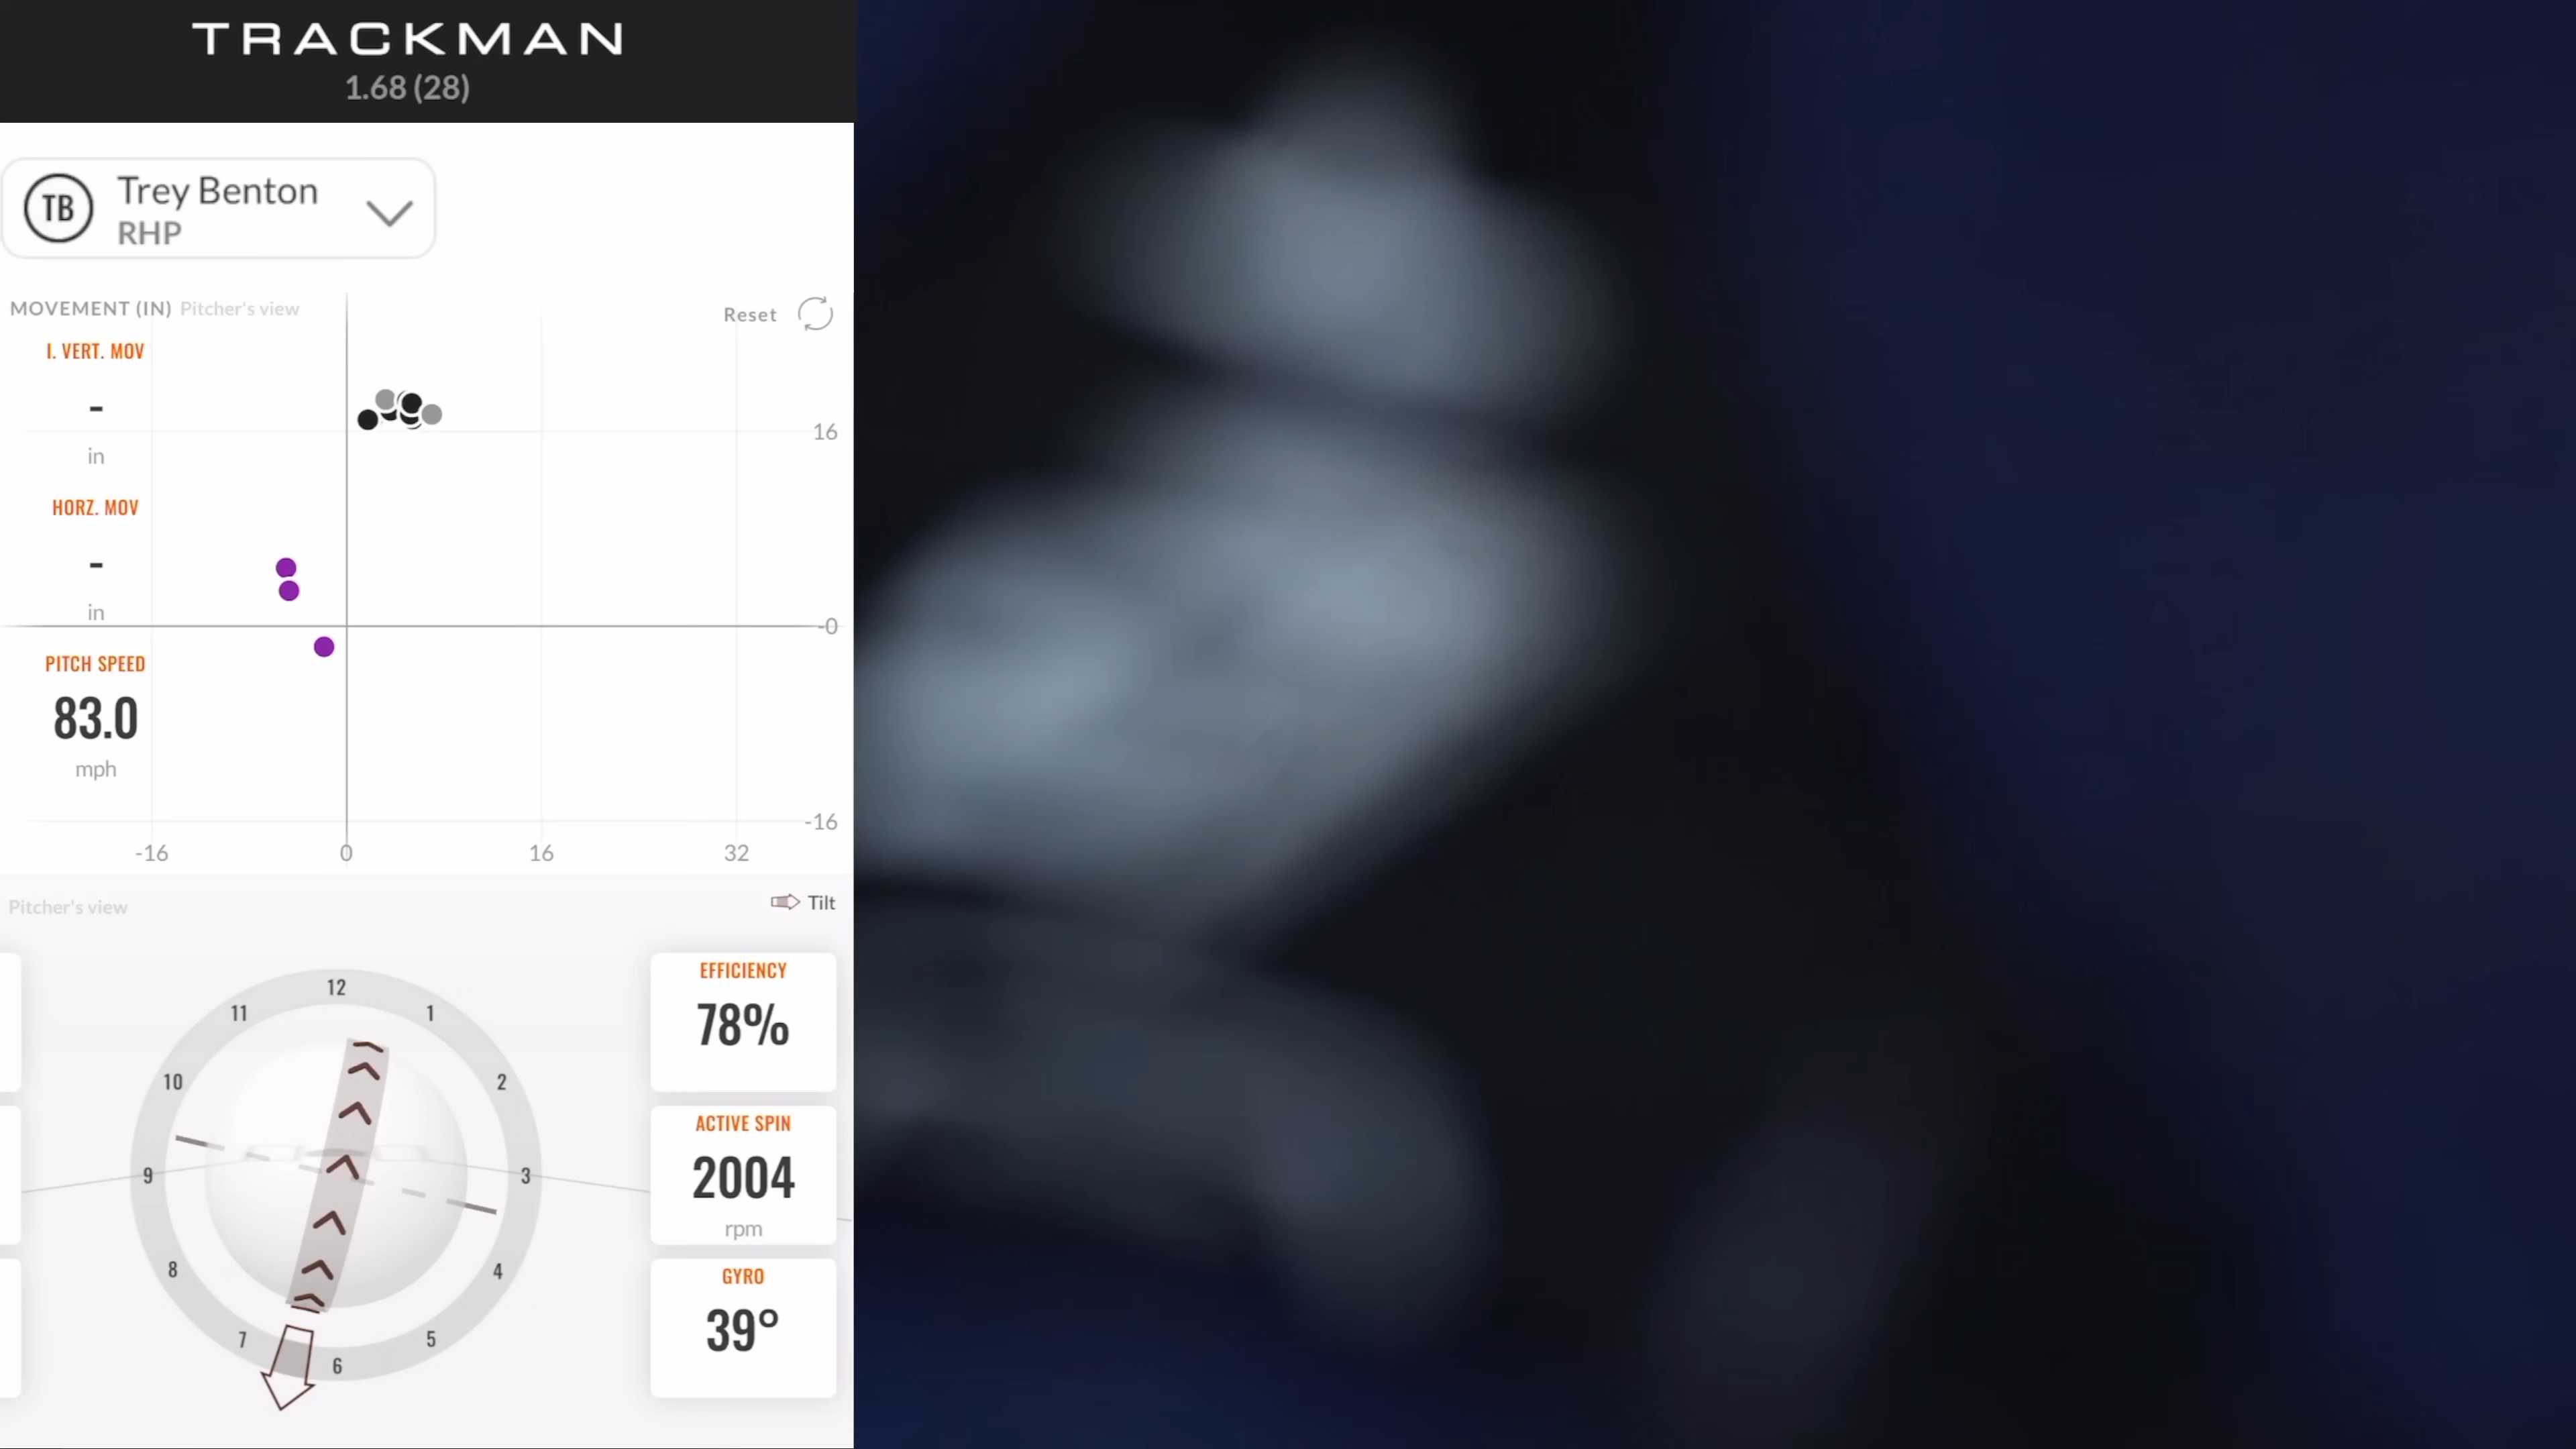 TRACKMAN
1.68 (28)
TB
Trey Benton
RHP
MOVEMENT (IN) Pitcher's view
Reset
I. VERT. MOV
-
in
HORZ. MOV
-
in
PITCH SPEED
83.0
mph
16
-0
-16
-16 0 16 32
Pitcher's view
Tilt
12
1
2
3
4
5
6
7
8
9
10
11
EFFICIENCY
78%
ACTIVE SPIN
2004
rpm
GYRO
39°